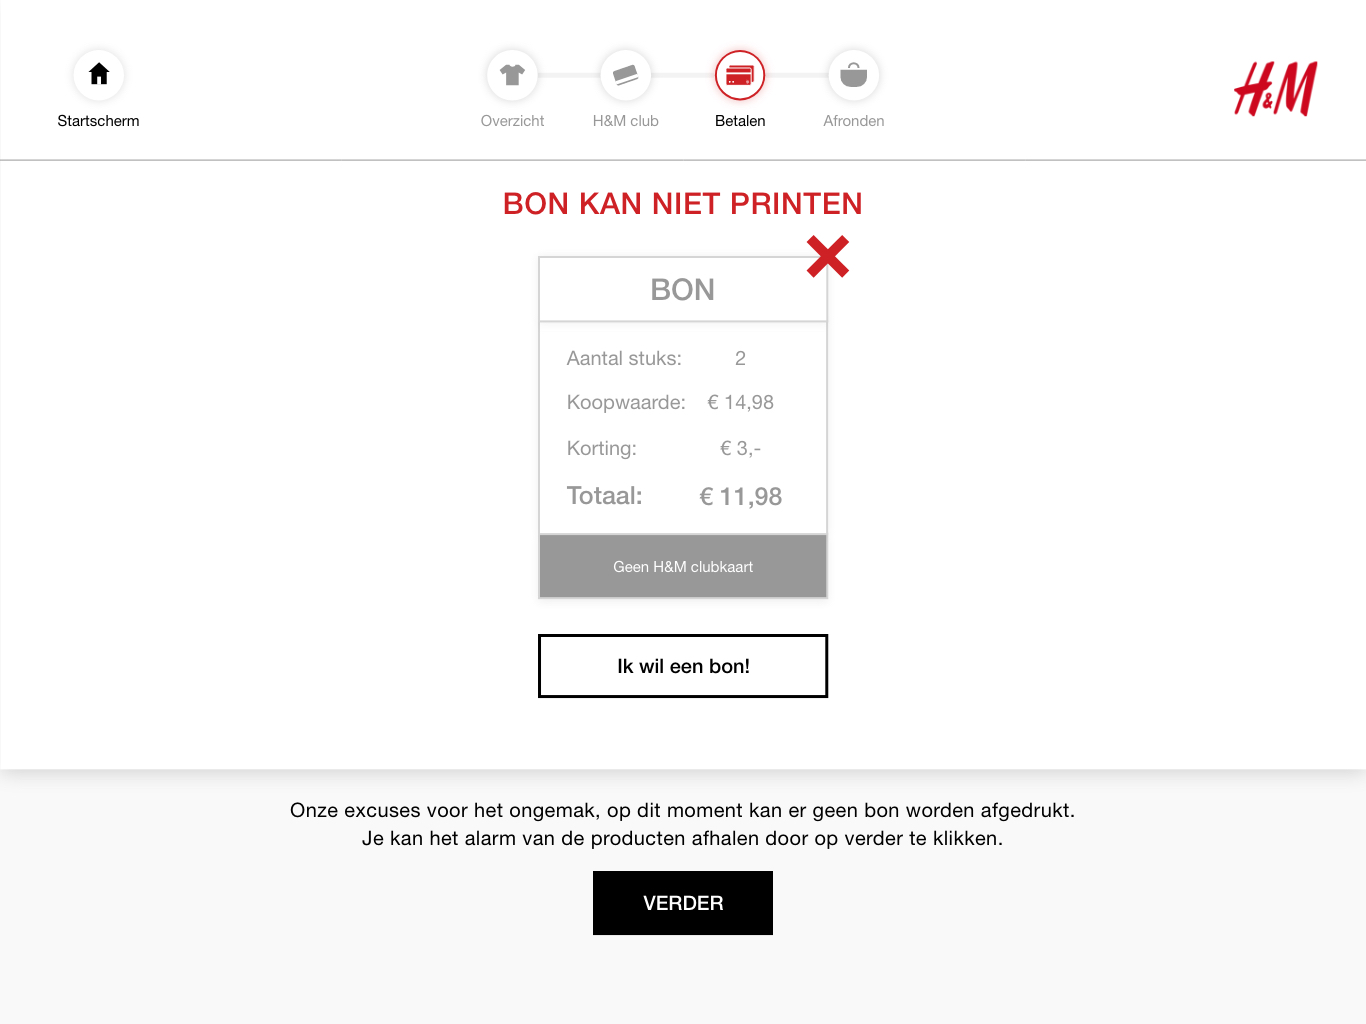 Startscherm
Overzicht
H&M club
Betalen
Afronden
H&M
BON KAN NIET PRINTEN
BON
Aantal stuks: 2
Koopwaarde: € 14,98
Korting: € 3,-
Totaal: € 11,98
Geen H&M clubkaart
Ik wil een bon!
Onze excuses voor het ongemak, op dit moment kan er geen bon worden afgedrukt.
Je kan het alarm van de producten afhalen door op verder te klikken.
VERDER